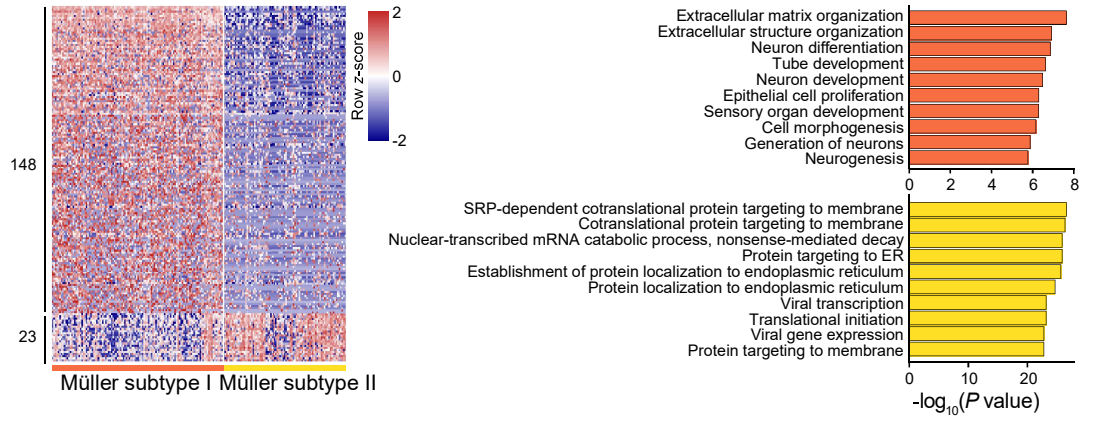 148
23
Müller subtype I
Müller subtype II
2
0
-2
Row z-score
Extracellular matrix organization
Extracellular structure organization
Neuron differentiation
Tube development
Neuron development
Epithelial cell proliferation
Sensory organ development
Cell morphogenesis
Generation of neurons
Neurogenesis
0 2 4 6 8
SRP-dependent cotranslational protein targeting to membrane
Cotranslational protein targeting to membrane
Nuclear-transcribed mRNA catabolic process, nonsense-mediated decay
Protein targeting to ER
Establishment of protein localization to endoplasmic reticulum
Protein localization to endoplasmic reticulum
Viral transcription
Translational initiation
Viral gene expression
Protein targeting to membrane
0 10 20
-log10(P value)